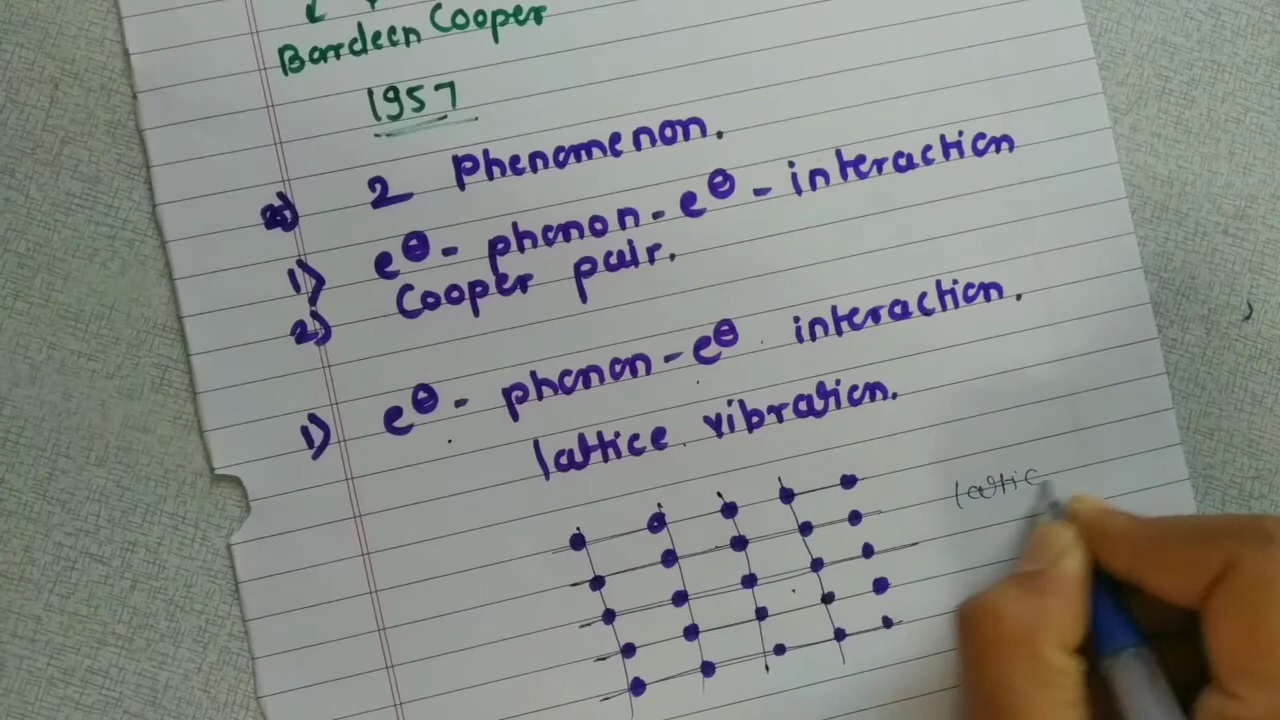 Bardeen Cooper
1957
2 Phenomenon.
1) e⊖- phonon - e⊖ - interaction
2) Cooper pair.
1) e⊖- phonon - e⊖ interaction.
lattice vibration.
lattic